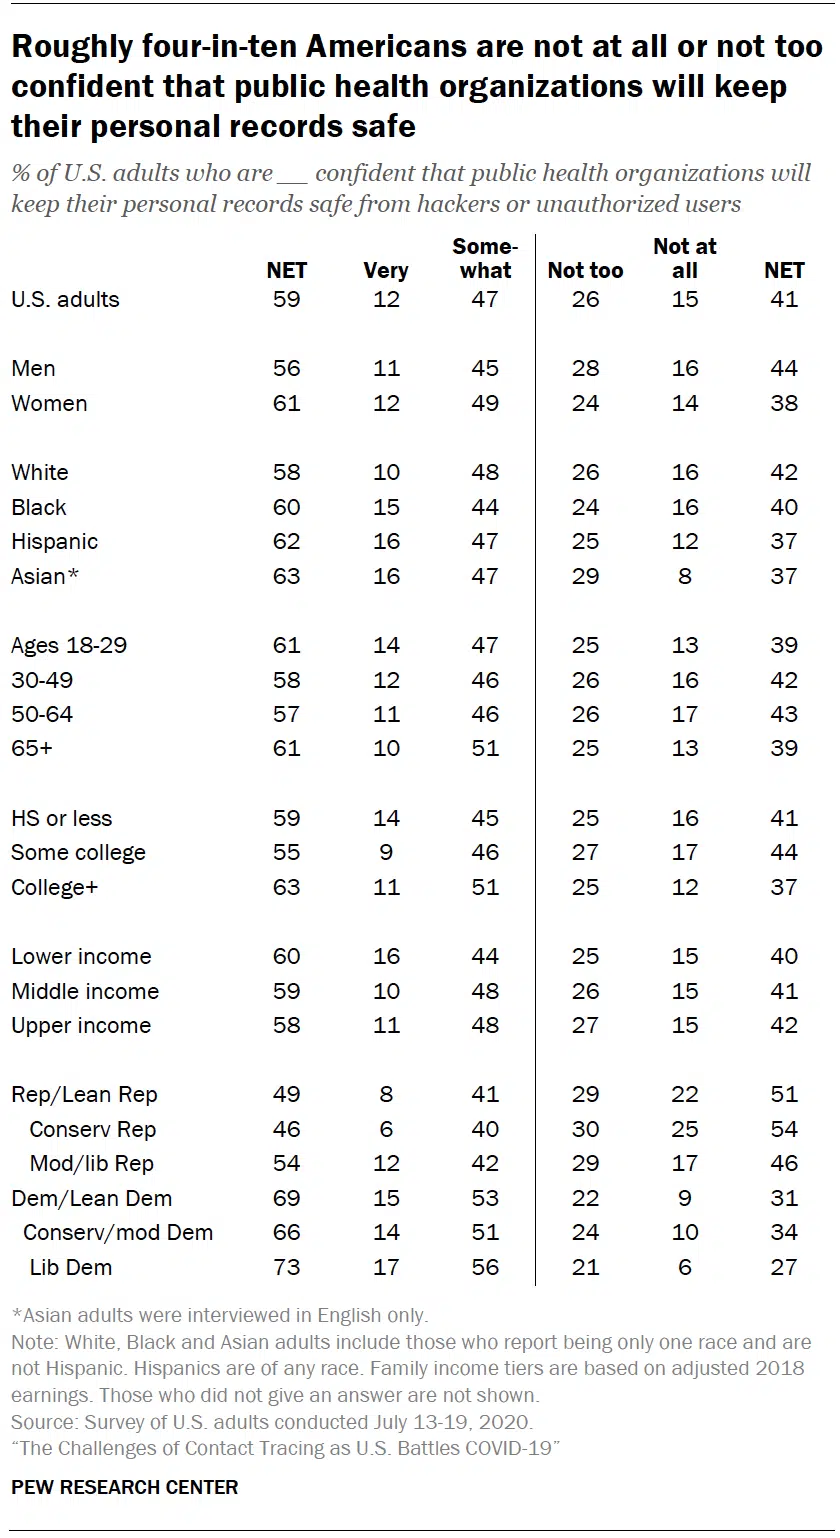 Roughly four-in-ten Americans are not at all or not too
confident that public health organizations will keep
their personal records safe
% of U.S. adults who are __ confident that public health organizations will
keep their personal records safe from hackers or unauthorized users
NET Very Some-what Not too Not at all NET
U.S. adults 59 12 47 26 15 41
Men 56 11 45 28 16 44
Women 61 12 49 24 14 38
White 58 10 48 26 16 42
Black 60 15 44 24 16 40
Hispanic 62 16 47 25 12 37
Asian* 63 16 47 29 8 37
Ages 18-29 61 14 47 25 13 39
30-49 58 12 46 26 16 42
50-64 57 11 46 26 17 43
65+ 61 10 51 25 13 39
HS or less 59 14 45 25 16 41
Some college 55 9 46 27 17 44
College+ 63 11 51 25 12 37
Lower income 60 16 44 25 15 40
Middle income 59 10 48 26 15 41
Upper income 58 11 48 27 15 42
Rep/Lean Rep 49 8 41 29 22 51
Conserv Rep 46 6 40 30 25 54
Mod/lib Rep 54 12 42 29 17 46
Dem/Lean Dem 69 15 53 22 9 31
Conserv/mod Dem 66 14 51 24 10 34
Lib Dem 73 17 56 21 6 27
*Asian adults were interviewed in English only.
Note: White, Black and Asian adults include those who report being only one race and are
not Hispanic. Hispanics are of any race. Family income tiers are based on adjusted 2018
earnings. Those who did not give an answer are not shown.
Source: Survey of U.S. adults conducted July 13-19, 2020.
“The Challenges of Contact Tracing as U.S. Battles COVID-19”
PEW RESEARCH CENTER